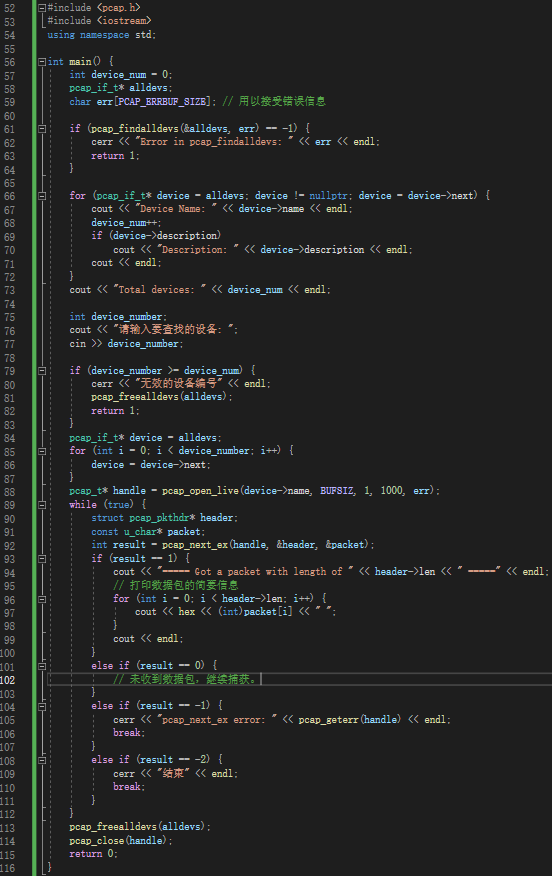 52 #include <pcap.h>
53 #include <iostream>
54 using namespace std;
55
56 int main() {
57     int device_num = 0;
58     pcap_if_t* alldevs;
59     char err[PCAP_ERRBUF_SIZE]; // 用以接受错误信息
60
61     if (pcap_findalldevs(&alldevs, err) == -1) {
62         cerr << "Error in pcap_findalldevs: " << err << endl;
63         return 1;
64     }
65
66     for (pcap_if_t* device = alldevs; device != nullptr; device = device->next) {
67         cout << "Device Name: " << device->name << endl;
68         device_num++;
69         if (device->description)
70             cout << "Description: " << device->description << endl;
71         cout << endl;
72     }
73     cout << "Total devices: " << device_num << endl;
74
75     int device_number;
76     cout << "请输入要查找的设备: ";
77     cin >> device_number;
78
79     if (device_number >= device_num) {
80         cerr << "无效的设备编号" << endl;
81         pcap_freealldevs(alldevs);
82         return 1;
83     }
84     pcap_if_t* device = alldevs;
85     for (int i = 0; i < device_number; i++) {
86         device = device->next;
87     }
88     pcap_t* handle = pcap_open_live(device->name, BUFSIZ, 1, 1000, err);
89     while (true) {
90         struct pcap_pkthdr* header;
91         const u_char* packet;
92         int result = pcap_next_ex(handle, &header, &packet);
93         if (result == 1) {
94             cout << "===== Got a packet with length of " << header->len << " =====" << endl;
95             // 打印数据包的简要信息
96             for (int i = 0; i < header->len; i++) {
97                 cout << hex << (int)packet[i] << " ";
98             }
99             cout << endl;
100         }
101         else if (result == 0) {
102             // 未收到数据包，继续捕获。
103         }
104         else if (result == -1) {
105             cerr << "pcap_next_ex error: " << pcap_geterr(handle) << endl;
106             break;
107         }
108         else if (result == -2) {
109             cerr << "结束" << endl;
110             break;
111         }
112     }
113     pcap_freealldevs(alldevs);
114     pcap_close(handle);
115     return 0;
116 }